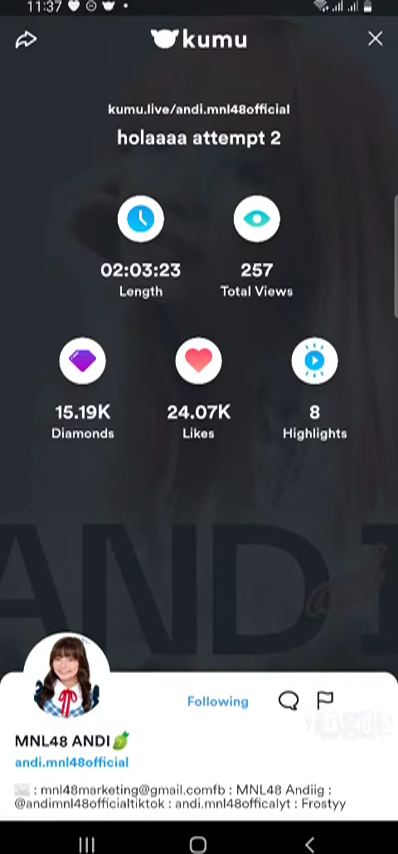 11:37
kumu
kumu.live/andi.mnl48official
holaaaa attempt 2
02:03:23
Length
257
Total Views
15.19K
Diamonds
24.07K
Likes
8
Highlights
ANDI
Following
MNL48 ANDI
andi.mnl48official
: mnl48marketing@gmail.comfb : MNL48 Andiig :
@andimnl48officialtiktok : andi.mnl48officalyt : Frostyy